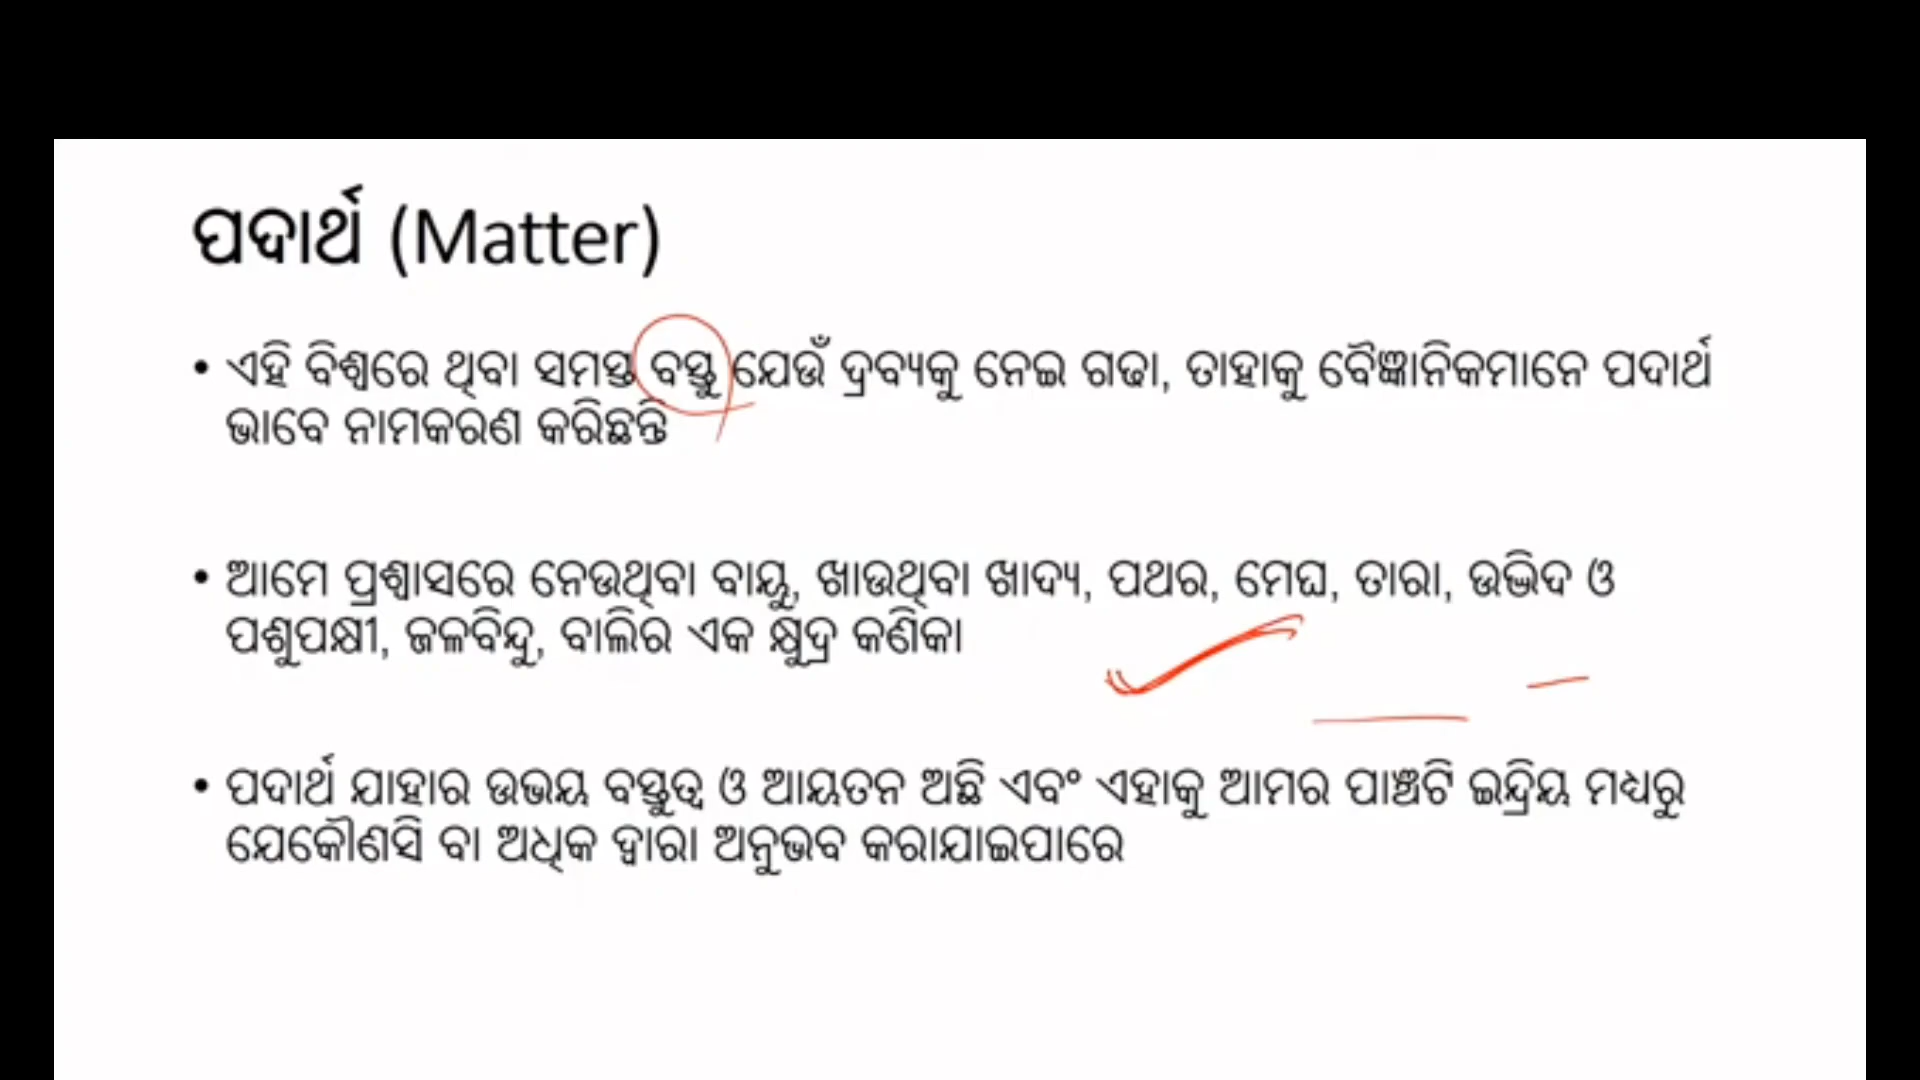 ପଦାର୍ଥ (Matter)
• ଏହି ବିଶ୍ୱରେ ଥିବା ସମସ୍ତ ବସ୍ତୁ ଯେଉଁ ଦ୍ରବ୍ୟକୁ ନେଇ ଗଢା, ତାହାକୁ ବୈଜ୍ଞାନିକମାନେ ପଦାର୍ଥ
ଭାବେ ନାମକରଣ କରିଛନ୍ତି
• ଆମେ ପ୍ରଶ୍ୱାସରେ ନେଉଥିବା ବାୟୁ, ଖାଉଥିବା ଖାଦ୍ୟ, ପଥର, ମେଘ, ତାରା, ଉଦ୍ଭିଦ ଓ
ପଶୁପକ୍ଷୀ, ଜଳବିନ୍ଦୁ, ବାଲିର ଏକ କ୍ଷୁଦ୍ର କଣିକା
• ପଦାର୍ଥ ଯାହାର ଉଭୟ ବସ୍ତୁତ୍ୱ ଓ ଆୟତନ ଅଛି ଏବଂ ଏହାକୁ ଆମର ପାଞ୍ଚଟି ଇନ୍ଦ୍ରିୟ ମଧ୍ୟରୁ
ଯେକୌଣସି ବା ଅଧିକ ଦ୍ୱାରା ଅନୁଭବ କରାଯାଇପାରେ